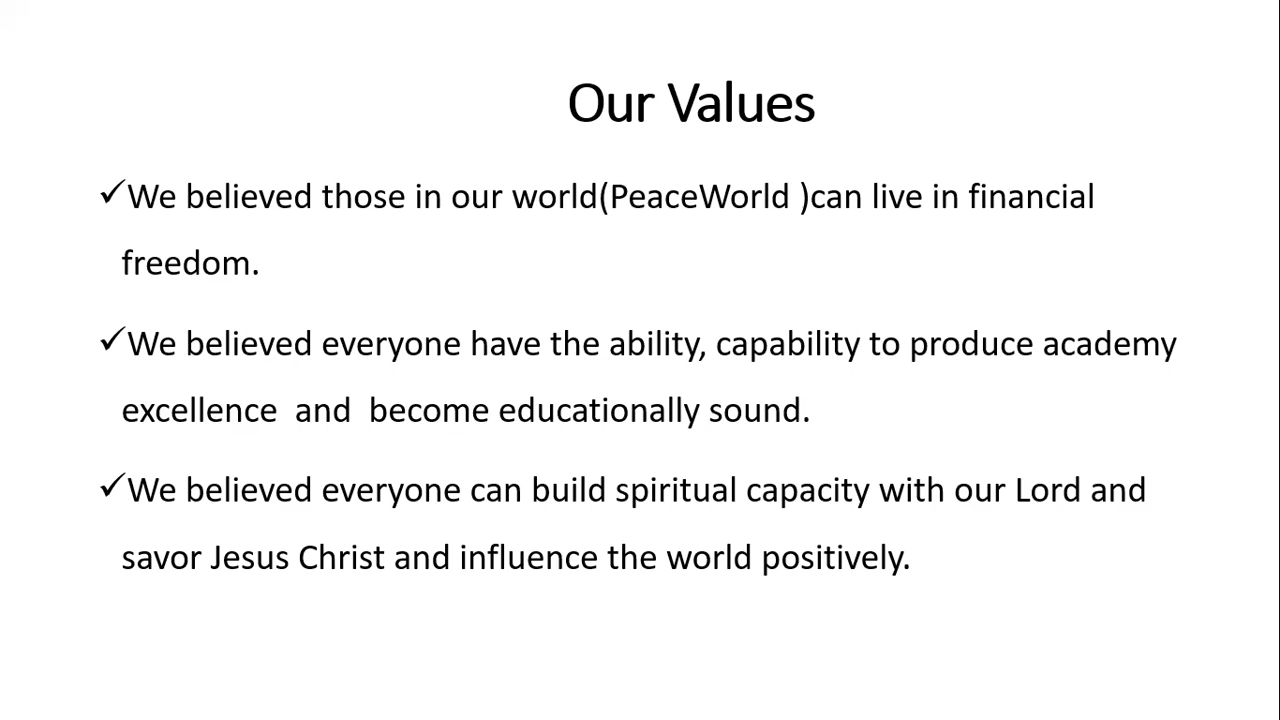 Our Values
✓We believed those in our world(PeaceWorld )can live in financial
freedom.
✓We believed everyone have the ability, capability to produce academy
excellence  and  become educationally sound.
✓We believed everyone can build spiritual capacity with our Lord and
savor Jesus Christ and influence the world positively.